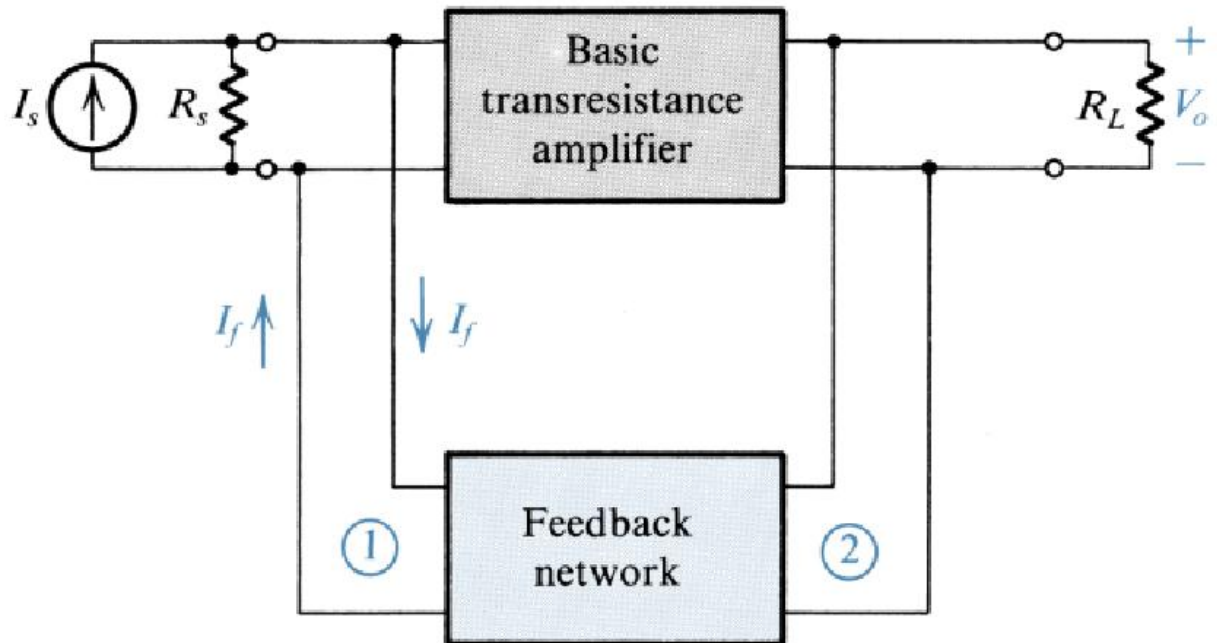 Basic
transresistance
amplifier
I_s
R_s
R_L
+
V_o
−
I_f
I_f
Feedback
network
1
2